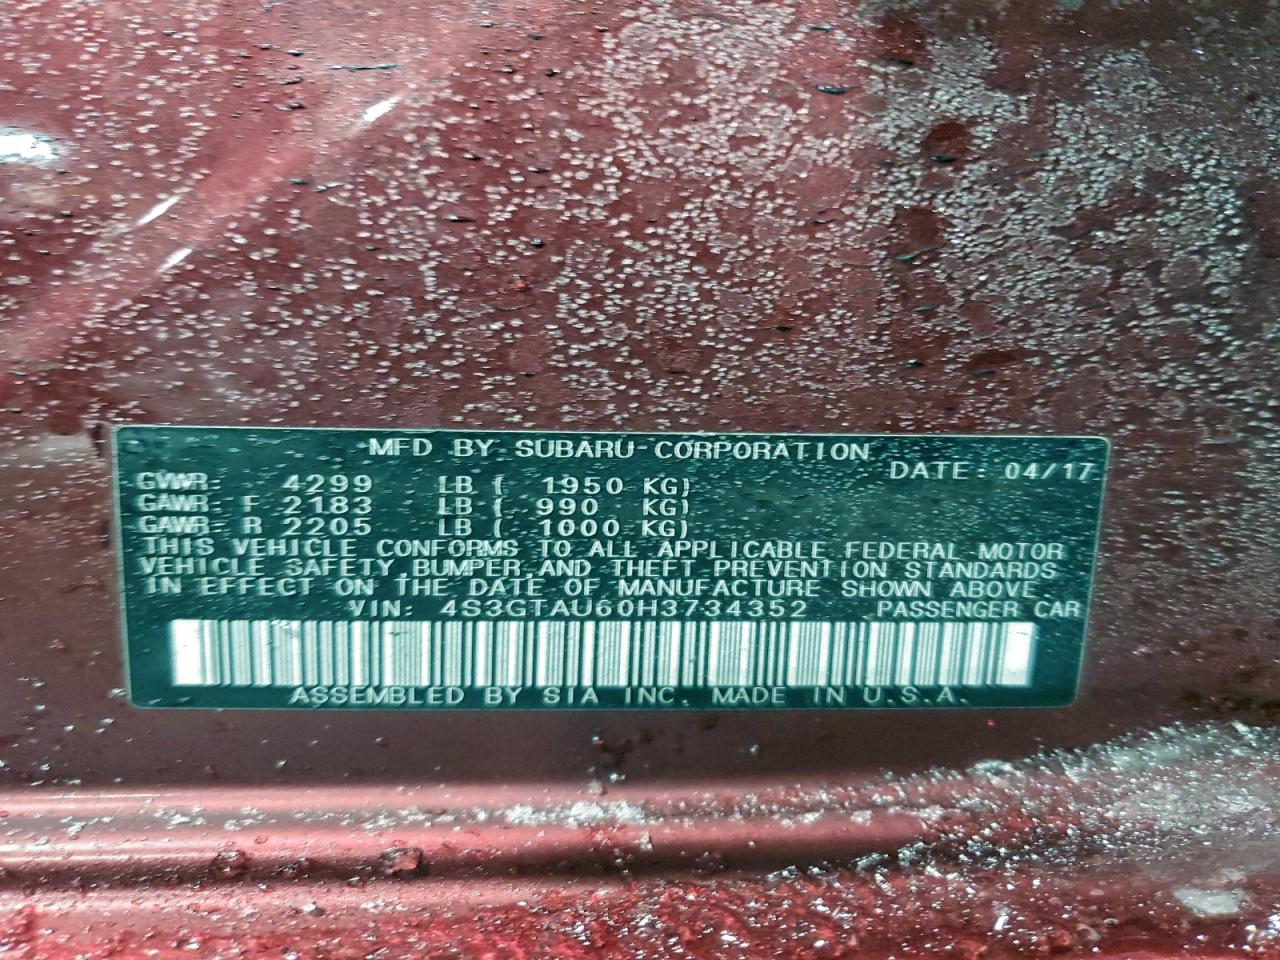 MFD BY SUBARU CORPORATION
DATE: 04/17
GVWR: 4299 LB ( 1950 KG)
GAWR: F 2183 LB ( 990 KG)
GAWR: R 2205 LB ( 1000 KG)
THIS VEHICLE CONFORMS TO ALL APPLICABLE FEDERAL MOTOR
VEHICLE SAFETY, BUMPER, AND THEFT PREVENTION STANDARDS
IN EFFECT ON THE DATE OF MANUFACTURE SHOWN ABOVE.
VIN: 4S3GTAU60H3734352 PASSENGER CAR
ASSEMBLED BY SIA INC. MADE IN U.S.A.